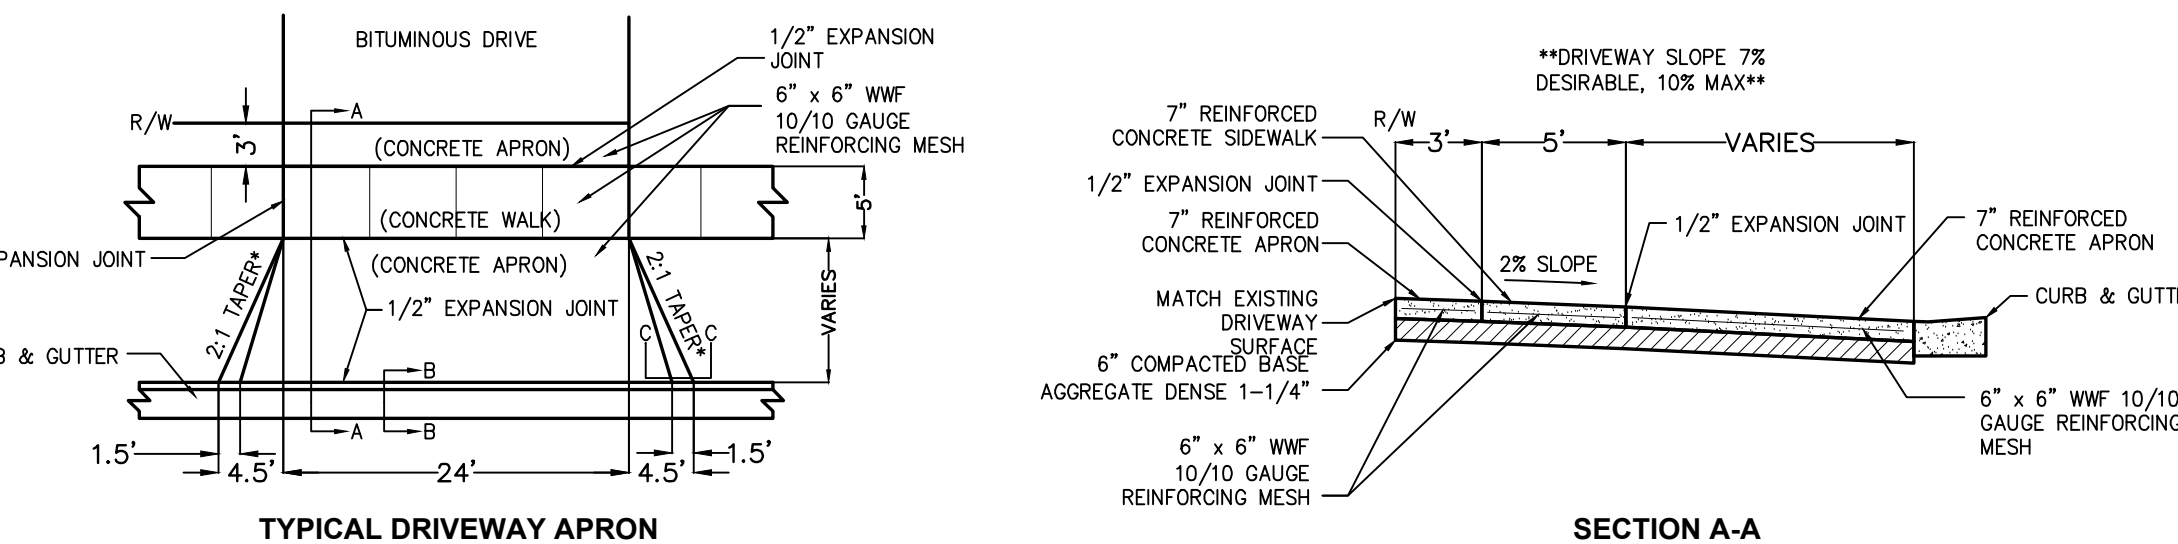 BITUMINOUS DRIVE
1/2” EXPANSION
JOINT
6” x 6” WWF
10/10 GAUGE
REINFORCING MESH
R/W
3’
A
(CONCRETE APRON)
(CONCRETE WALK)
5’
PANSION JOINT
(CONCRETE APRON)
2:1 TAPER*
2:1 TAPER*
1/2” EXPANSION JOINT
VARIES
C
C
B & GUTTER
B
A
B
1.5’
4.5’
24’
4.5’
1.5’
TYPICAL DRIVEWAY APRON
**DRIVEWAY SLOPE 7%
DESIRABLE, 10% MAX**
7” REINFORCED
CONCRETE SIDEWALK
R/W
3’
5’
VARIES
1/2” EXPANSION JOINT
7” REINFORCED
CONCRETE APRON
1/2” EXPANSION JOINT
7” REINFORCED
CONCRETE APRON
2% SLOPE
MATCH EXISTING
DRIVEWAY
SURFACE
CURB & GUTT
6” COMPACTED BASE
AGGREGATE DENSE 1-1/4”
6” x 6” WWF
10/10 GAUGE
REINFORCING MESH
6” x 6” WWF 10/10
GAUGE REINFORCING
MESH
SECTION A-A